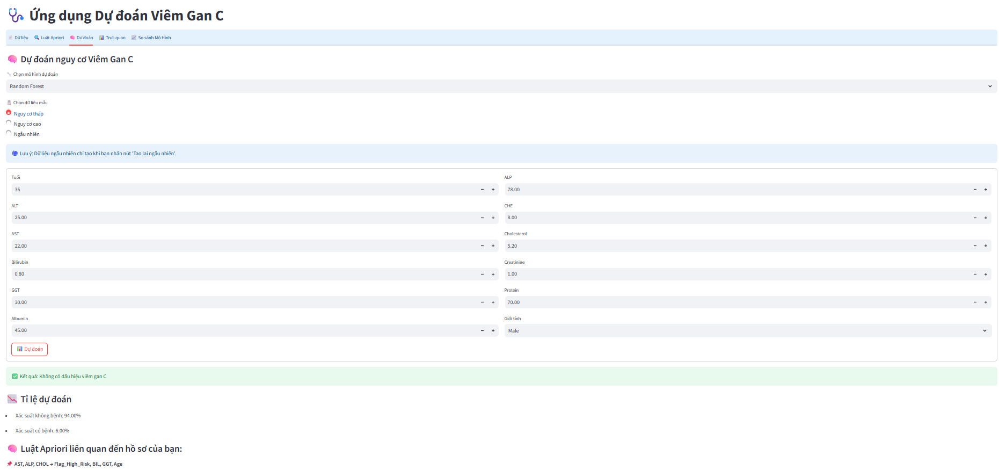 Ứng dụng Dự đoán Viêm Gan C
Dữ liệu
Luật Apriori
Dự đoán
Trực quan
So sánh Mô Hình
Dự đoán nguy cơ Viêm Gan C
Chọn mô hình dự đoán
Random Forest
Chọn dữ liệu mẫu
Nguy cơ thấp
Nguy cơ cao
Ngẫu nhiên
Lưu ý: Dữ liệu ngẫu nhiên chỉ tạo khi bạn nhấn nút 'Tạo lại ngẫu nhiên'.
Tuổi
35
ALT
25.00
AST
22.00
Bilirubin
0.80
GGT
30.00
Albumin
45.00
ALP
78.00
CHE
8.00
Cholesterol
5.20
Creatinine
1.00
Protein
70.00
Giới tính
Male
Dự đoán
Kết quả: Không có dấu hiệu viêm gan C
Tỉ lệ dự đoán
Xác suất không bệnh: 94.00%
Xác suất có bệnh: 6.00%
Luật Apriori liên quan đến hồ sơ của bạn:
AST, ALP, CHOL → Flag_High_Risk, BIL, GGT, Age